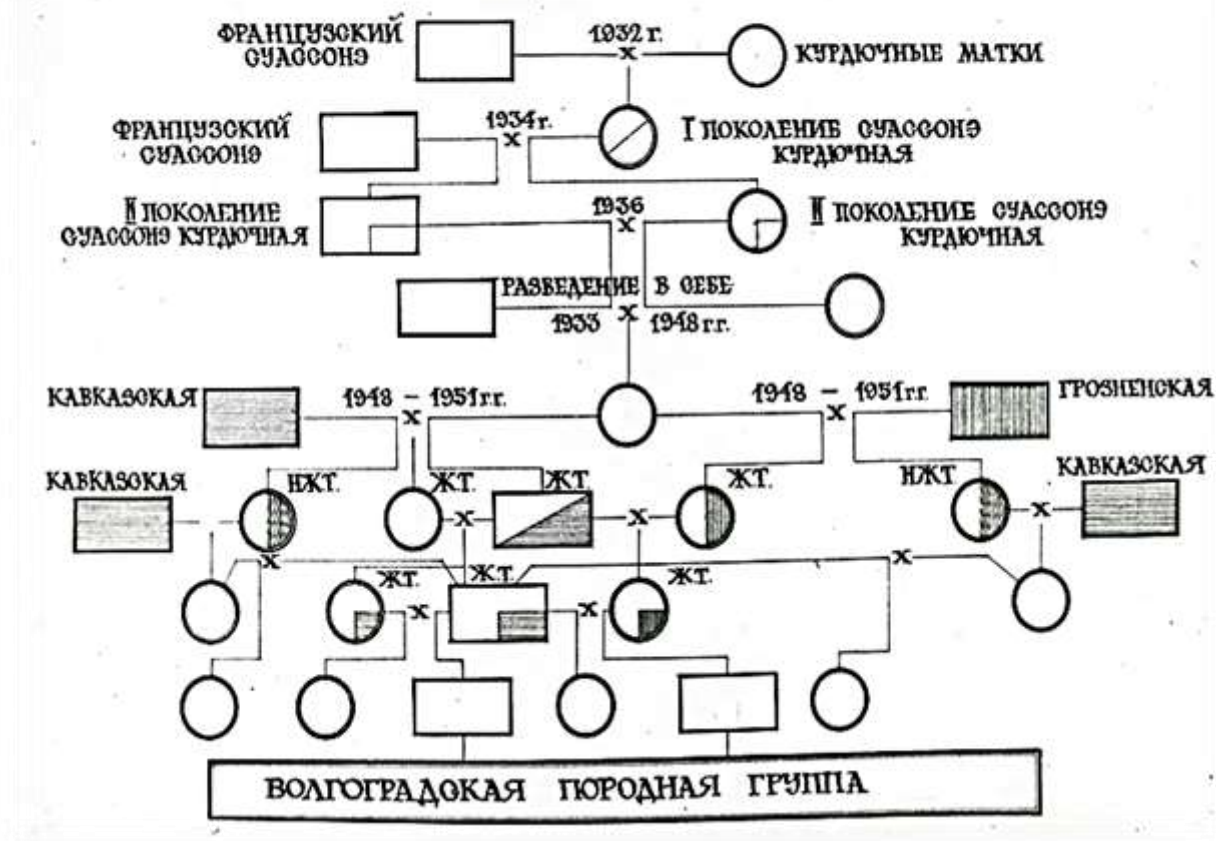 ФРАНЦУЗСКИЙ
СУАССОНЭ
1932 г.
х
КУРДЮЧНЫЕ МАТКИ
ФРАНЦУЗСКИЙ
СУАССОНЭ
1934 г.
х
I ПОКОЛЕНИЕ СУАССОНЭ
КУРДЮЧНАЯ
II ПОКОЛЕНИЕ
СУАССОНЭ КУРДЮЧНАЯ
1936
х
II ПОКОЛЕНИЕ СУАССОНЭ
КУРДЮЧНАЯ
РАЗВЕДЕНИЕ В СЕБЕ
1933 х 1948 г.г.
КАВКАЗСКАЯ
1948 – 1951 г.г.
х
1948 – 1951 г.г.
х
ГРОЗНЕНСКАЯ
КАВКАЗСКАЯ
НЖТ.
ЖТ.
ЖТ.
ЖТ.
НЖТ.
КАВКАЗСКАЯ
х
х
х
х
х
ЖТ.
ЖТ.
ЖТ.
х
х
ВОЛГОГРАДСКАЯ ПОРОДНАЯ ГРУППА